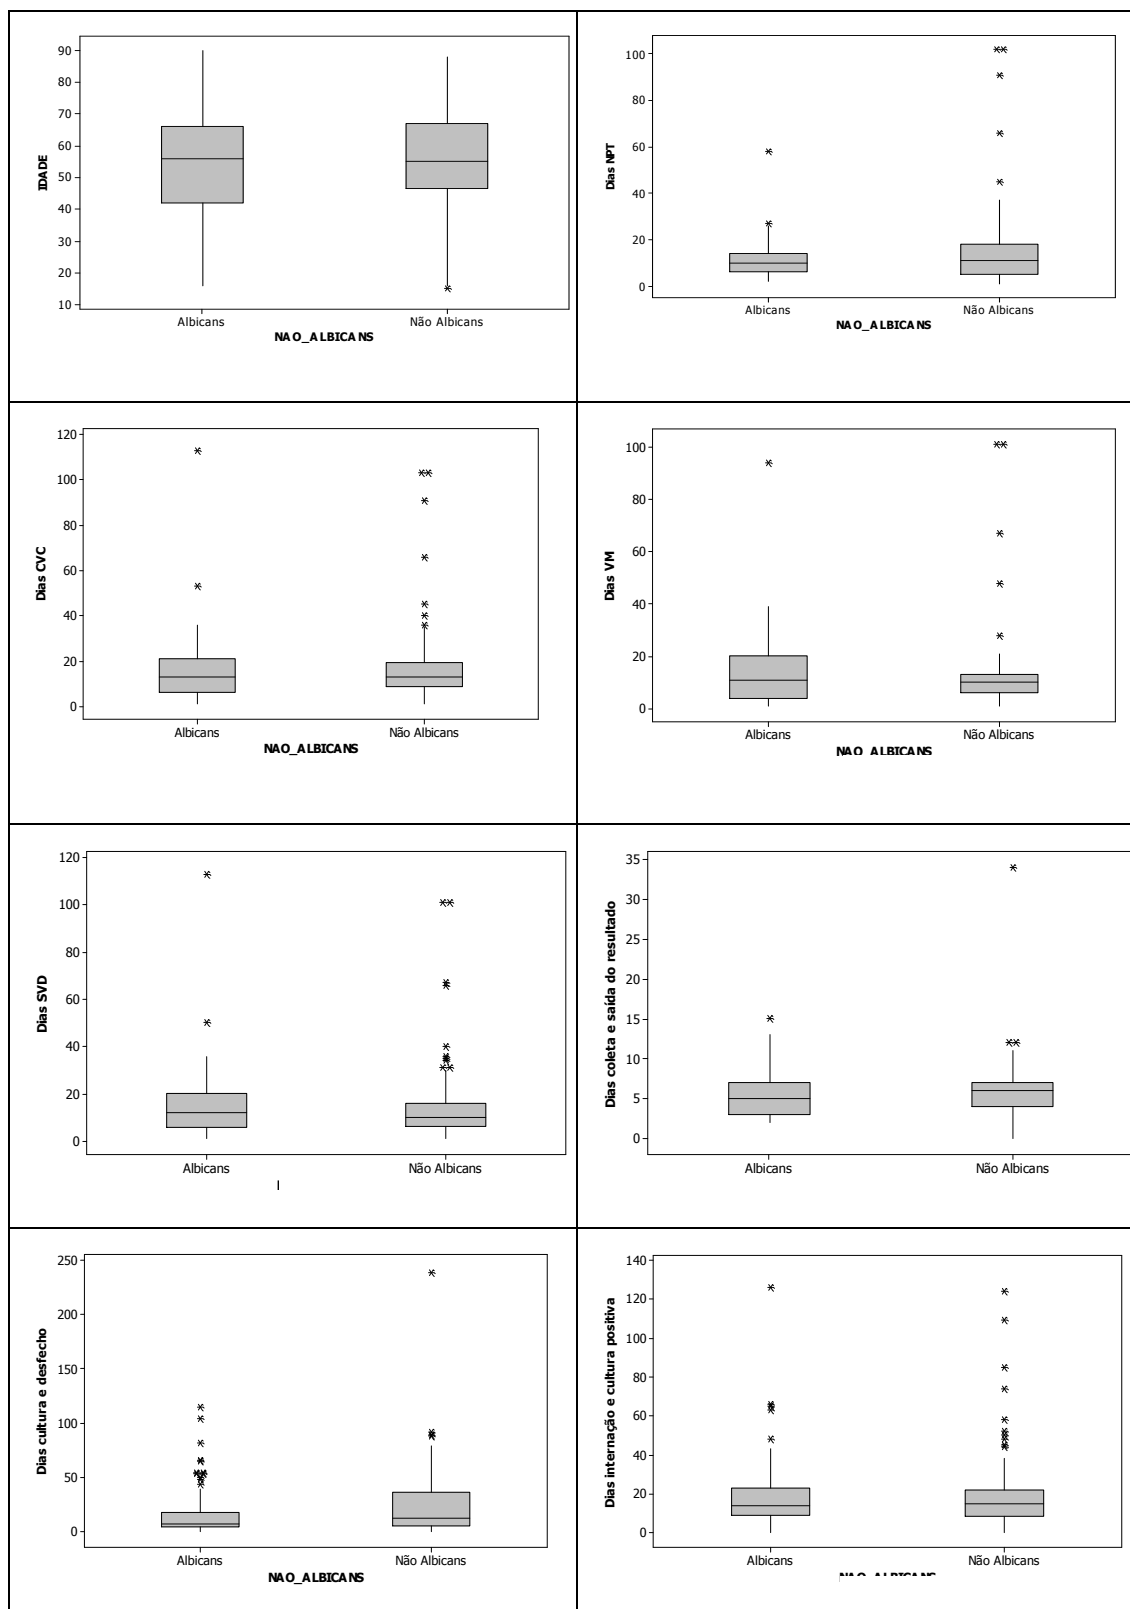 IDADE
90
80
70
60
50
40
30
20
10
Albicans
Não Albicans
NAO_ALBICANS
Dias NPT
100
80
60
40
20
0
Albicans
Não Albicans
NAO_ALBICANS
Dias CVC
120
100
80
60
40
20
0
Albicans
Não Albicans
NAO_ALBICANS
Dias VM
100
80
60
40
20
0
Albicans
Não Albicans
NAO_ALBICANS
Dias SVD
120
100
80
60
40
20
0
Albicans
Não Albicans
Dias coleta e saída do resultado
35
30
25
20
15
10
5
0
Albicans
Não Albicans
Dias cultura e desfecho
250
200
150
100
50
0
Albicans
Não Albicans
NAO_ALBICANS
Dias internação e cultura positiva
140
120
100
80
60
40
20
0
Albicans
Não Albicans
NAO_ALBICANS